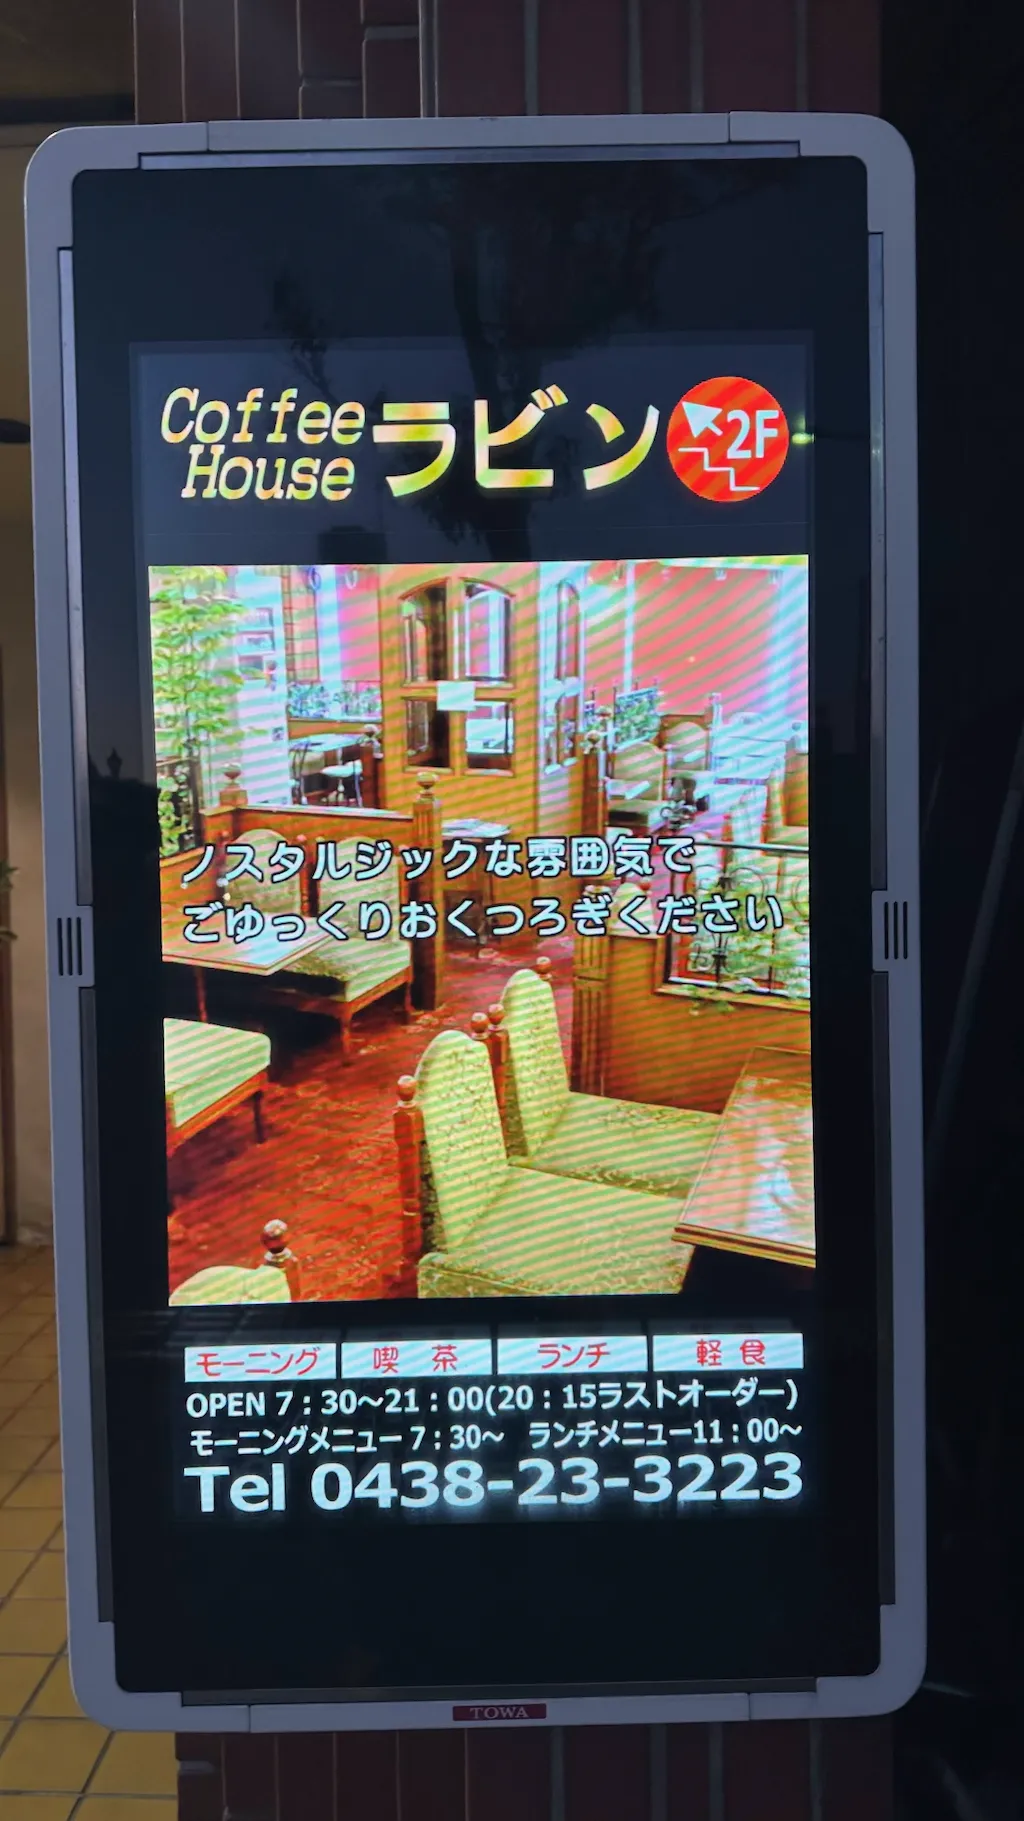 Coffee House ラビン 2F
ノスタルジックな雰囲気で
ごゆっくりおくつろぎください
モーニング 喫 茶 ランチ 軽 食
OPEN 7:30~21:00(20:15ラストオーダー)
モーニングメニュー7:30~ ランチメニュー11:00~
Tel 0438-23-3223
TOWA